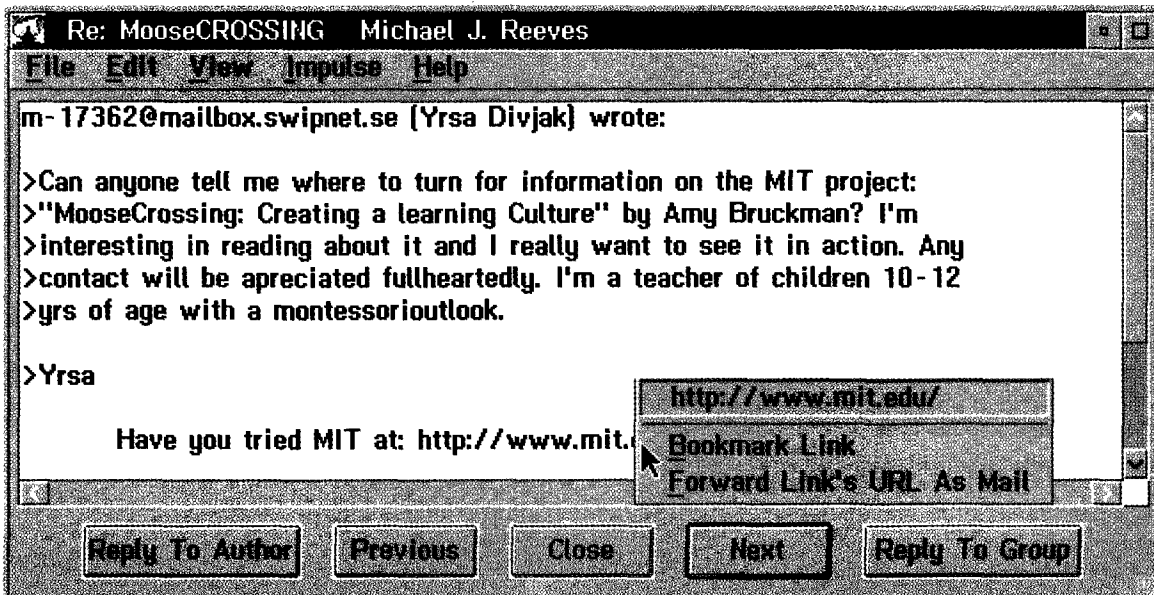 Re: MooseCROSSING Michael J. Reeves
File Edit View Impulse Help
m-17362@mailbox.swipnet.se (Yrsa Divjak) wrote:
>Can anyone tell me where to turn for information on the MIT project:
>"MooseCrossing: Creating a learning Culture" by Amy Bruckman? I'm
>interesting in reading about it and I really want to see it in action. Any
>contact will be apreciated fullheartedly. I'm a teacher of children 10-12
>yrs of age with a montessorioutlook.
>Yrsa
http://www.mit.edu/
Have you tried MIT at: http://www.mit.
Bookmark Link
Forward Link's URL As Mail
Reply To Author Previous Close Next Reply To Group